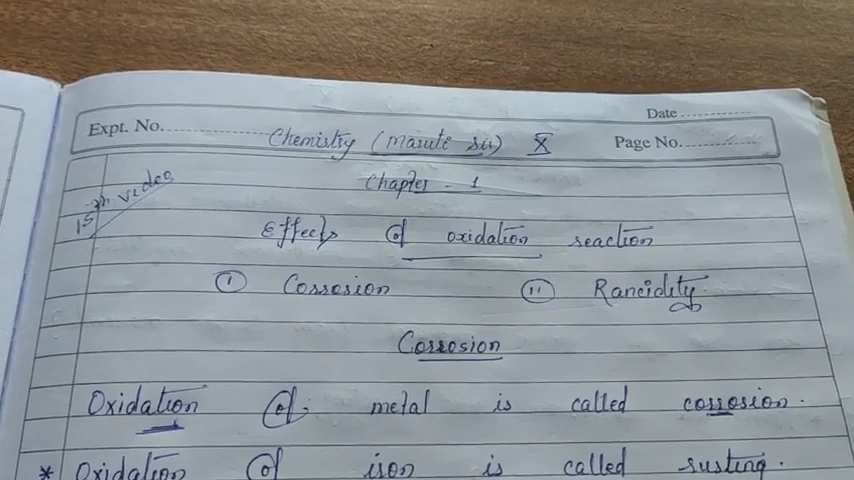 Date
Expt. No. Chemistry (Maruti Sir) X Page No.
Chapter - 1
15th video
Effects of oxidation reaction
(i) Corrosion (ii) Rancidity
Corrosion
Oxidation of metal is called corrosion.
* Oxidation of iron is called rusting.